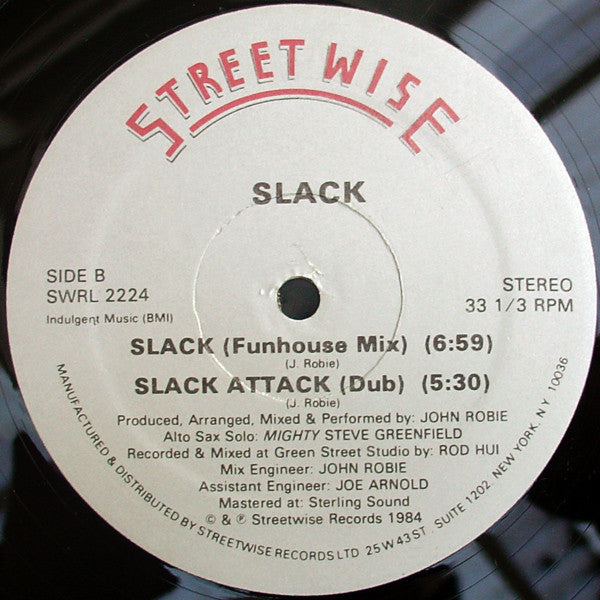 STREETWISE
SLACK
SIDE B
SWRL 2224
Indulgent Music (BMI)
STEREO
33 1/3 RPM
SLACK (Funhouse Mix) (6:59)
(J. Robie)
SLACK ATTACK (Dub) (5:30)
(J. Robie)
Produced, Arranged, Mixed & Performed by: JOHN ROBIE
Alto Sax Solo: MIGHTY STEVE GREENFIELD
Recorded & Mixed at Green Street Studio by: ROD HUI
Mix Engineer: JOHN ROBIE
Assistant Engineer: JOE ARNOLD
Mastered at: Sterling Sound
© & ℗ Streetwise Records 1984
MANUFACTURED & DISTRIBUTED BY STREETWISE RECORDS LTD 25 W 43 ST. SUITE 1202. NEW YORK, N.Y. 10036